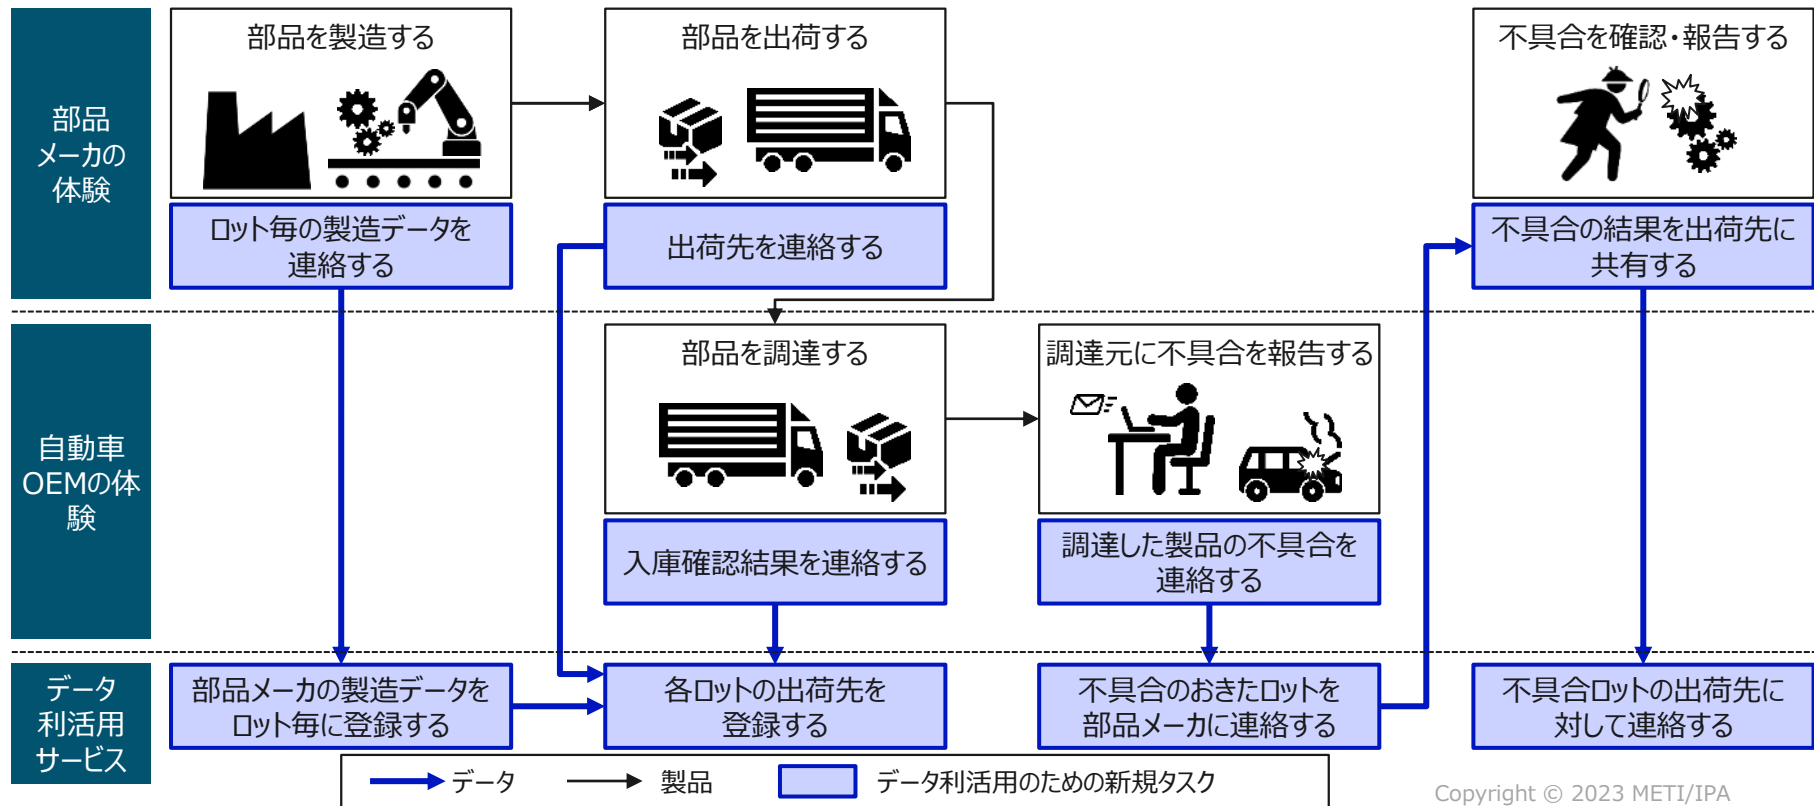 部品
メーカの
体験
部品を製造する
部品を出荷する
不具合を確認・報告する
ロット毎の製造データを
連絡する
出荷先を連絡する
不具合の結果を出荷先に
共有する
自動車
OEMの体
験
部品を調達する
調達元に不具合を報告する
入庫確認結果を連絡する
調達した製品の不具合を
連絡する
データ
利活用
サービス
部品メーカの製造データを
ロット毎に登録する
各ロットの出荷先を
登録する
不具合のおきたロットを
部品メーカに連絡する
不具合ロットの出荷先に
対して連絡する
データ
製品
データ利活用のための新規タスク
Copyright © 2023 METI/IPA